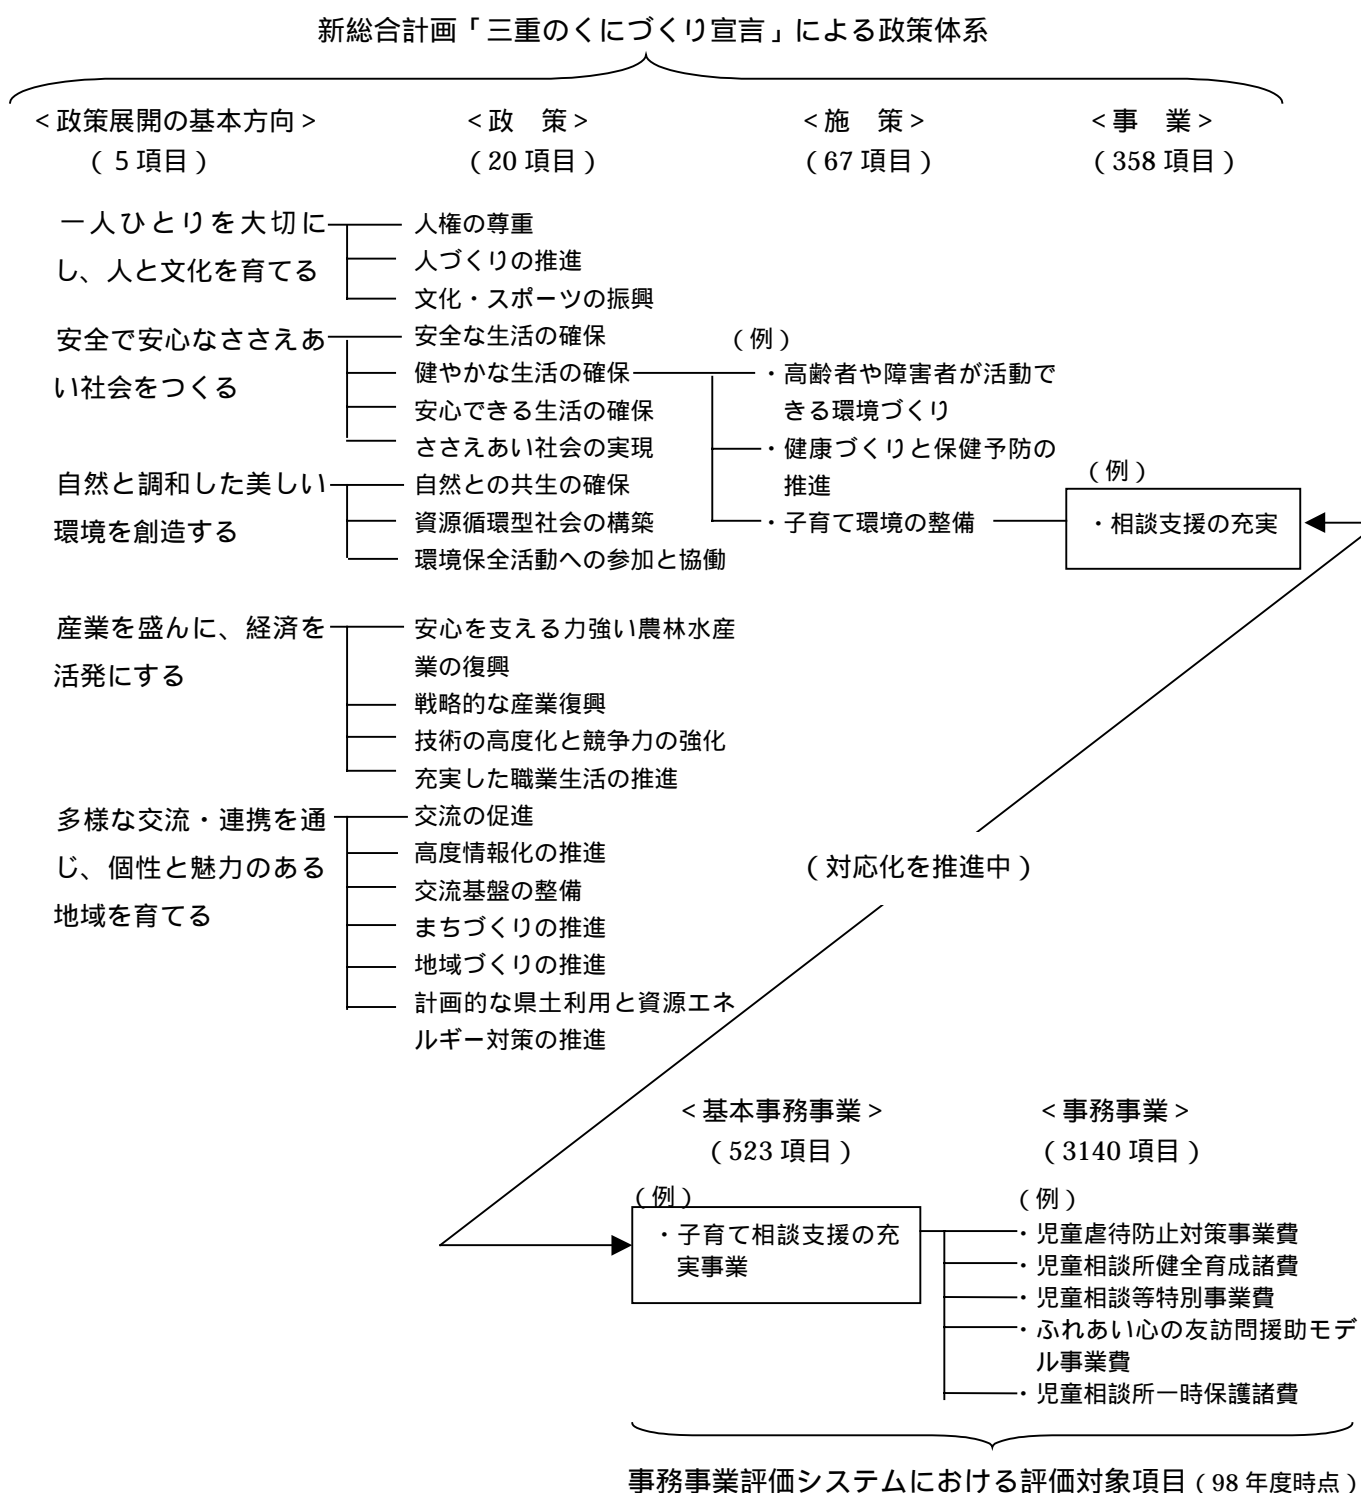 新総合計画「三重のくにづくり宣言」による政策体系
<政策展開の基本方向>
(5項目)
<政　策>
(20項目)
<施　策>
(67項目)
<事　業>
(358項目)
一人ひとりを大切に
し、人と文化を育てる
人権の尊重
人づくりの推進
文化・スポーツの振興
安全で安心なささえあ
い社会をつくる
安全な生活の確保
健やかな生活の確保
安心できる生活の確保
ささえあい社会の実現
(例)
・高齢者や障害者が活動で
きる環境づくり
・健康づくりと保健予防の
推進
・子育て環境の整備
(例)
・相談支援の充実
自然と調和した美しい
環境を創造する
自然との共生の確保
資源循環型社会の構築
環境保全活動への参加と協働
産業を盛んに、経済を
活発にする
安心を支える力強い農林水産
業の復興
戦略的な産業復興
技術の高度化と競争力の強化
充実した職業生活の推進
多様な交流・連携を通
じ、個性と魅力のある
地域を育てる
交流の促進
高度情報化の推進
交流基盤の整備
まちづくりの推進
地域づくりの推進
計画的な県土利用と資源エネ
ルギー対策の推進
(対応化を推進中)
<基本事務事業>
(523項目)
<事務事業>
(3140項目)
(例)
・子育て相談支援の充
実事業
(例)
・児童虐待防止対策事業費
・児童相談所健全育成諸費
・児童相談等特別事業費
・ふれあい心の友訪問援助モデ
ル事業費
・児童相談所一時保護諸費
事務事業評価システムにおける評価対象項目(98年度時点)